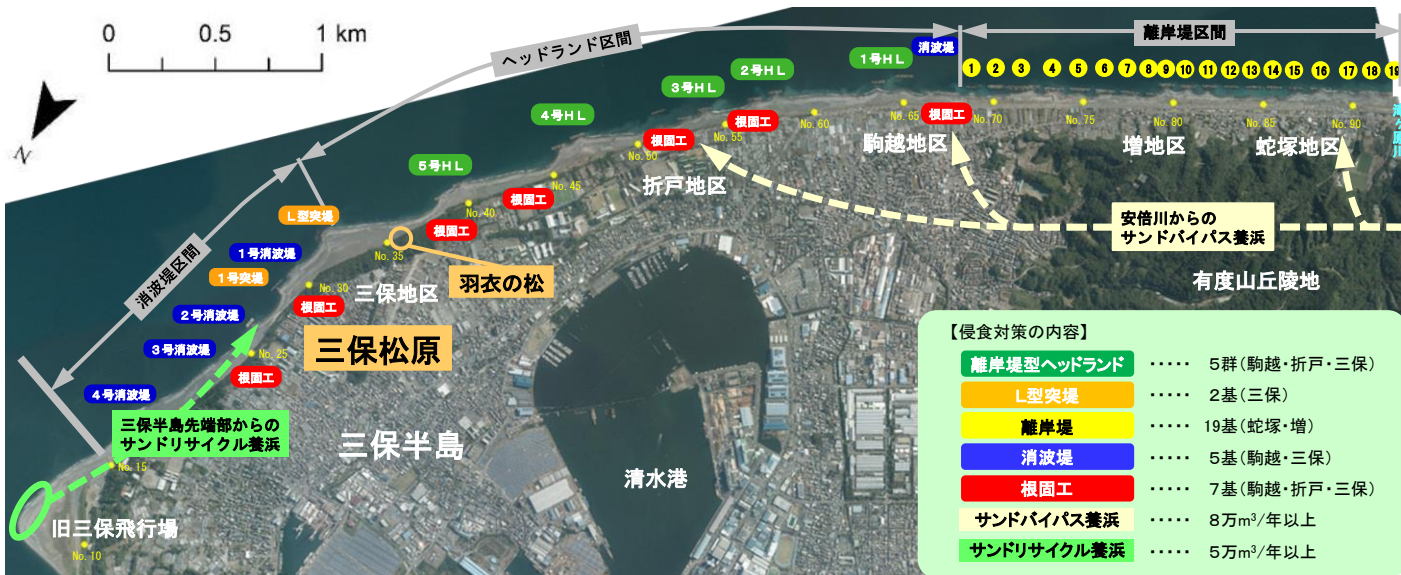 0 0.5 1 km
N
ヘッドランド区間
離岸堤区間
消波堤区間
消波堤
1号HL
2号HL
3号HL
4号HL
5号HL
1 2 3 4 5 6 7 8 9 10 11 12 13 14 15 16 17 18 19
No. 65
根固工
No. 70
No. 75
No. 80
No. 85
No. 90
No. 60
No. 55
根固工
No. 50
根固工
No. 45
根固工
No. 40
根固工
No. 35
No. 30
根固工
No. 25
根固工
No. 15
No. 10
駒越地区
増地区
蛇塚地区
折戸地区
三保地区
L型突堤
1号消波堤
1号突堤
2号消波堤
3号消波堤
4号消波堤
羽衣の松
三保松原
三保半島
清水港
旧三保飛行場
有度山丘陵地
安倍川からの
サンドバイパス養浜
三保半島先端部からの
サンドリサイクル養浜
【侵食対策の内容】
離岸堤型ヘッドランド ‥‥‥ 5群(駒越・折戸・三保)
L型突堤 ‥‥‥ 2基(三保)
離岸堤 ‥‥‥ 19基(蛇塚・増)
消波堤 ‥‥‥ 5基(駒越・三保)
根固工 ‥‥‥ 7基(駒越・折戸・三保)
サンドバイパス養浜 ‥‥‥ 8万m³/年以上
サンドリサイクル養浜 ‥‥‥ 5万m³/年以上